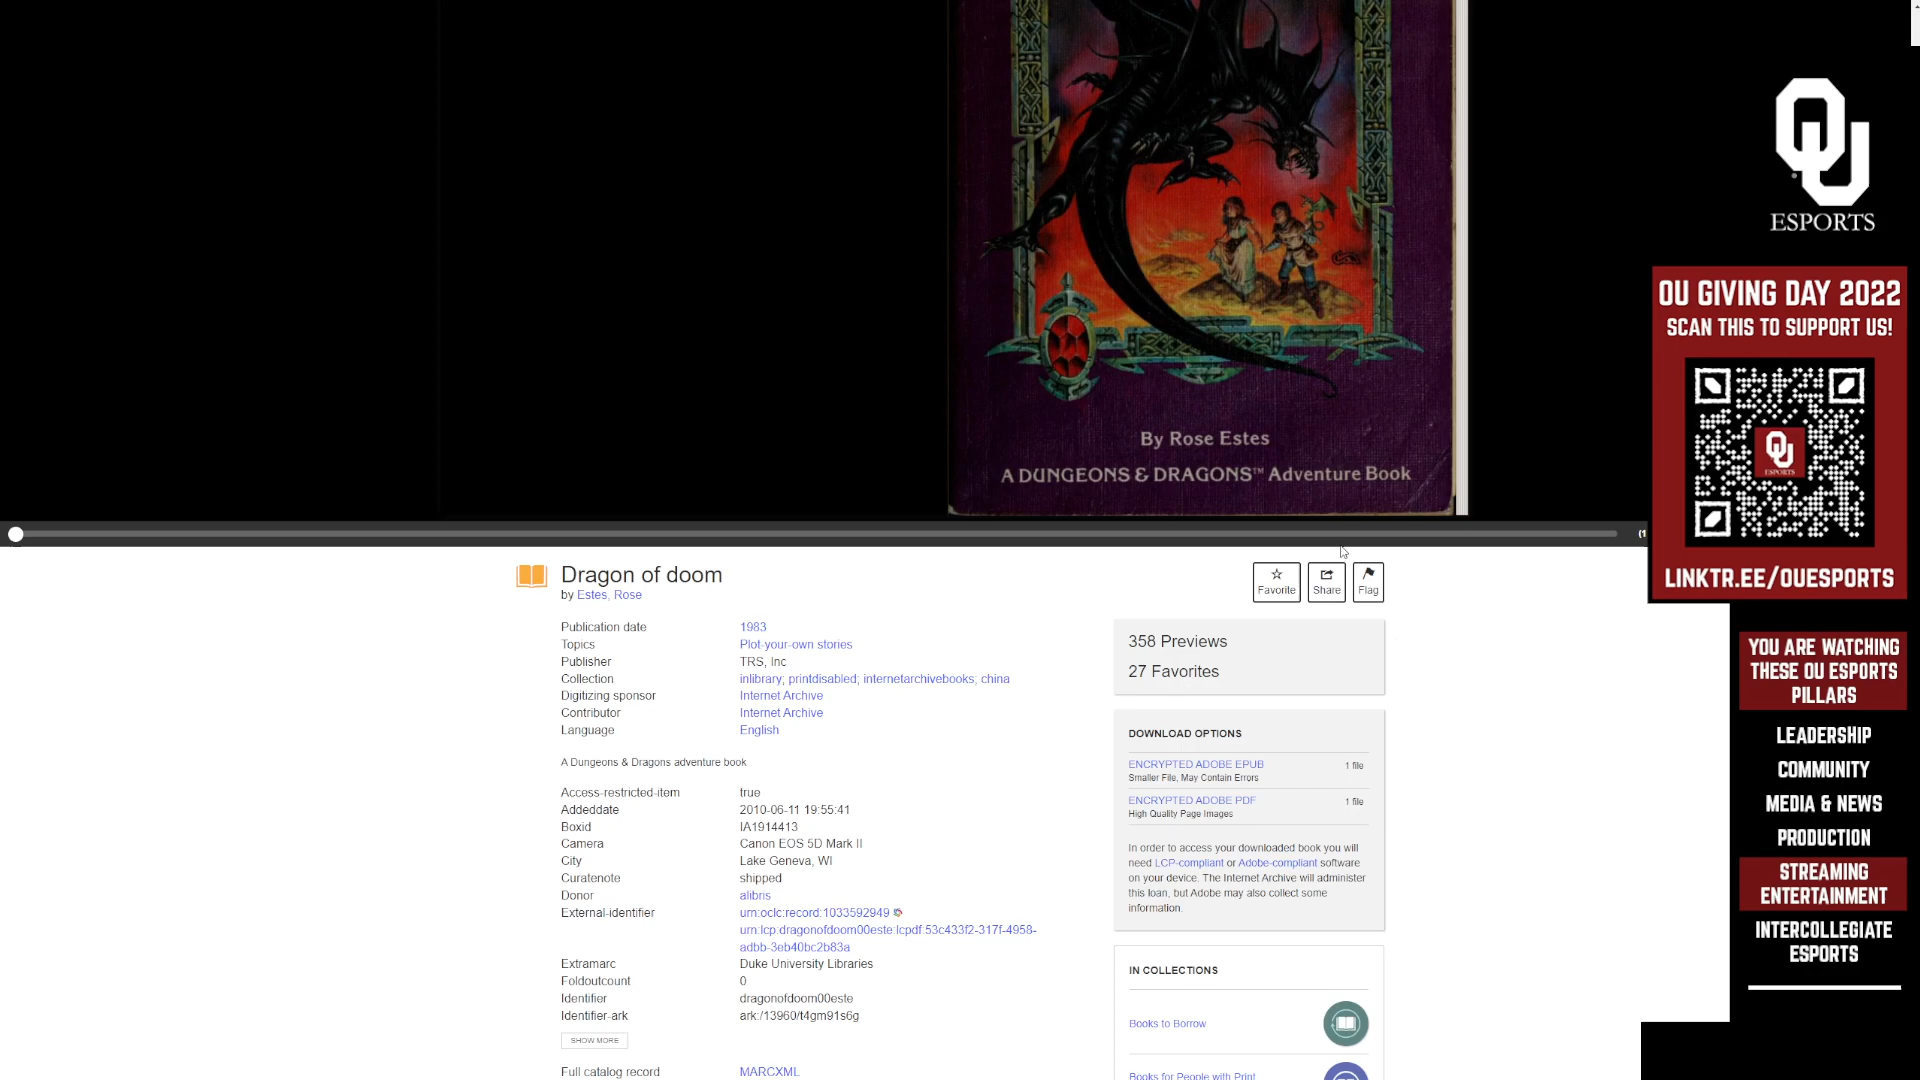 By Rose Estes
A DUNGEONS & DRAGONS™ Adventure Book
(1
Dragon of doom
by Estes, Rose
Favorite
Share
Flag
Publication date 1983
Topics Plot-your-own stories
Publisher TRS, Inc
Collection inlibrary; printdisabled; internetarchivebooks; china
Digitizing sponsor Internet Archive
Contributor Internet Archive
Language English
A Dungeons & Dragons adventure book
Access-restricted-item true
Addeddate 2010-06-11 19:55:41
Boxid IA1914413
Camera Canon EOS 5D Mark II
City Lake Geneva, WI
Curatenote shipped
Donor alibris
External-identifier urn:oclc:record:1033592949
urn:lcp:dragonofdoom00este:lcpdf:53c433f2-317f-4958-
adbb-3eb40bc2b83a
Extramarc Duke University Libraries
Foldoutcount 0
Identifier dragonofdoom00este
Identifier-ark ark:/13960/t4gm91s6g
SHOW MORE
Full catalog record MARCXML
358 Previews
27 Favorites
DOWNLOAD OPTIONS
ENCRYPTED ADOBE EPUB 1 file
Smaller File, May Contain Errors
ENCRYPTED ADOBE PDF 1 file
High Quality Page Images
In order to access your downloaded book you will
need LCP-compliant or Adobe-compliant software
on your device. The Internet Archive will administer
this loan, but Adobe may also collect some
information.
IN COLLECTIONS
Books to Borrow
Books for People with Print
OU
ESPORTS
OU GIVING DAY 2022
SCAN THIS TO SUPPORT US!
OU
ESPORTS
LINKTR.EE/OUESPORTS
YOU ARE WATCHING
THESE OU ESPORTS
PILLARS
LEADERSHIP
COMMUNITY
MEDIA & NEWS
PRODUCTION
STREAMING
ENTERTAINMENT
INTERCOLLEGIATE
ESPORTS